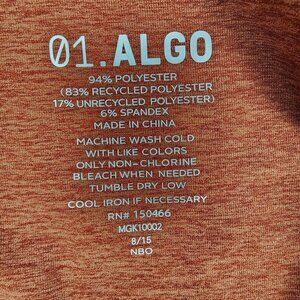 01.ALGO
94% POLYESTER
(83% RECYCLED POLYESTER
17% UNRECYCLED POLYESTER)
6% SPANDEX
MADE IN CHINA
MACHINE WASH COLD
WITH LIKE COLORS
ONLY NON-CHLORINE
BLEACH WHEN NEEDED
TUMBLE DRY LOW
COOL IRON IF NECESSARY
RN# 150466
MGK10002
8/15
NBO